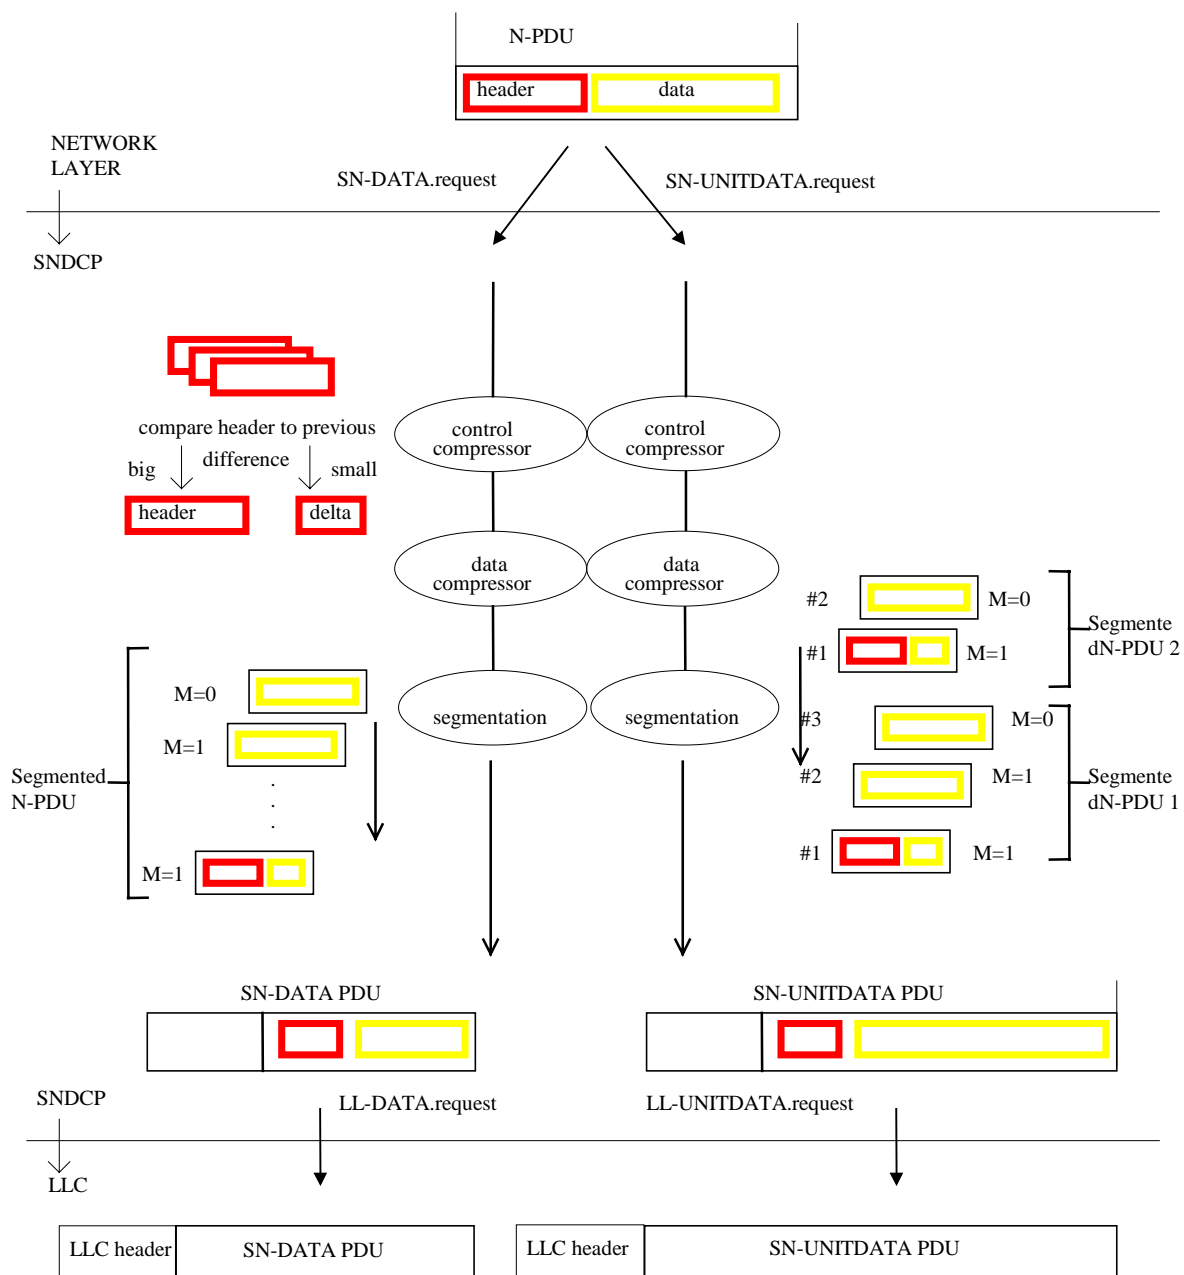 N-PDU
header data
NETWORK
LAYER
SN-DATA.request
SN-UNITDATA.request
SNDCP
compare header to previous
difference
big
small
header
delta
control
compressor
control
compressor
data
compressor
data
compressor
segmentation
segmentation
Segmented
N-PDU
M=0
M=1
.
.
.
M=1
#2
M=0
#1
M=1
Segmente
dN-PDU 2
#3
M=0
#2
M=1
#1
M=1
Segmente
dN-PDU 1
SN-DATA PDU
SN-UNITDATA PDU
SNDCP
LL-DATA.request
LL-UNITDATA.request
LLC
LLC header
SN-DATA PDU
LLC header
SN-UNITDATA PDU